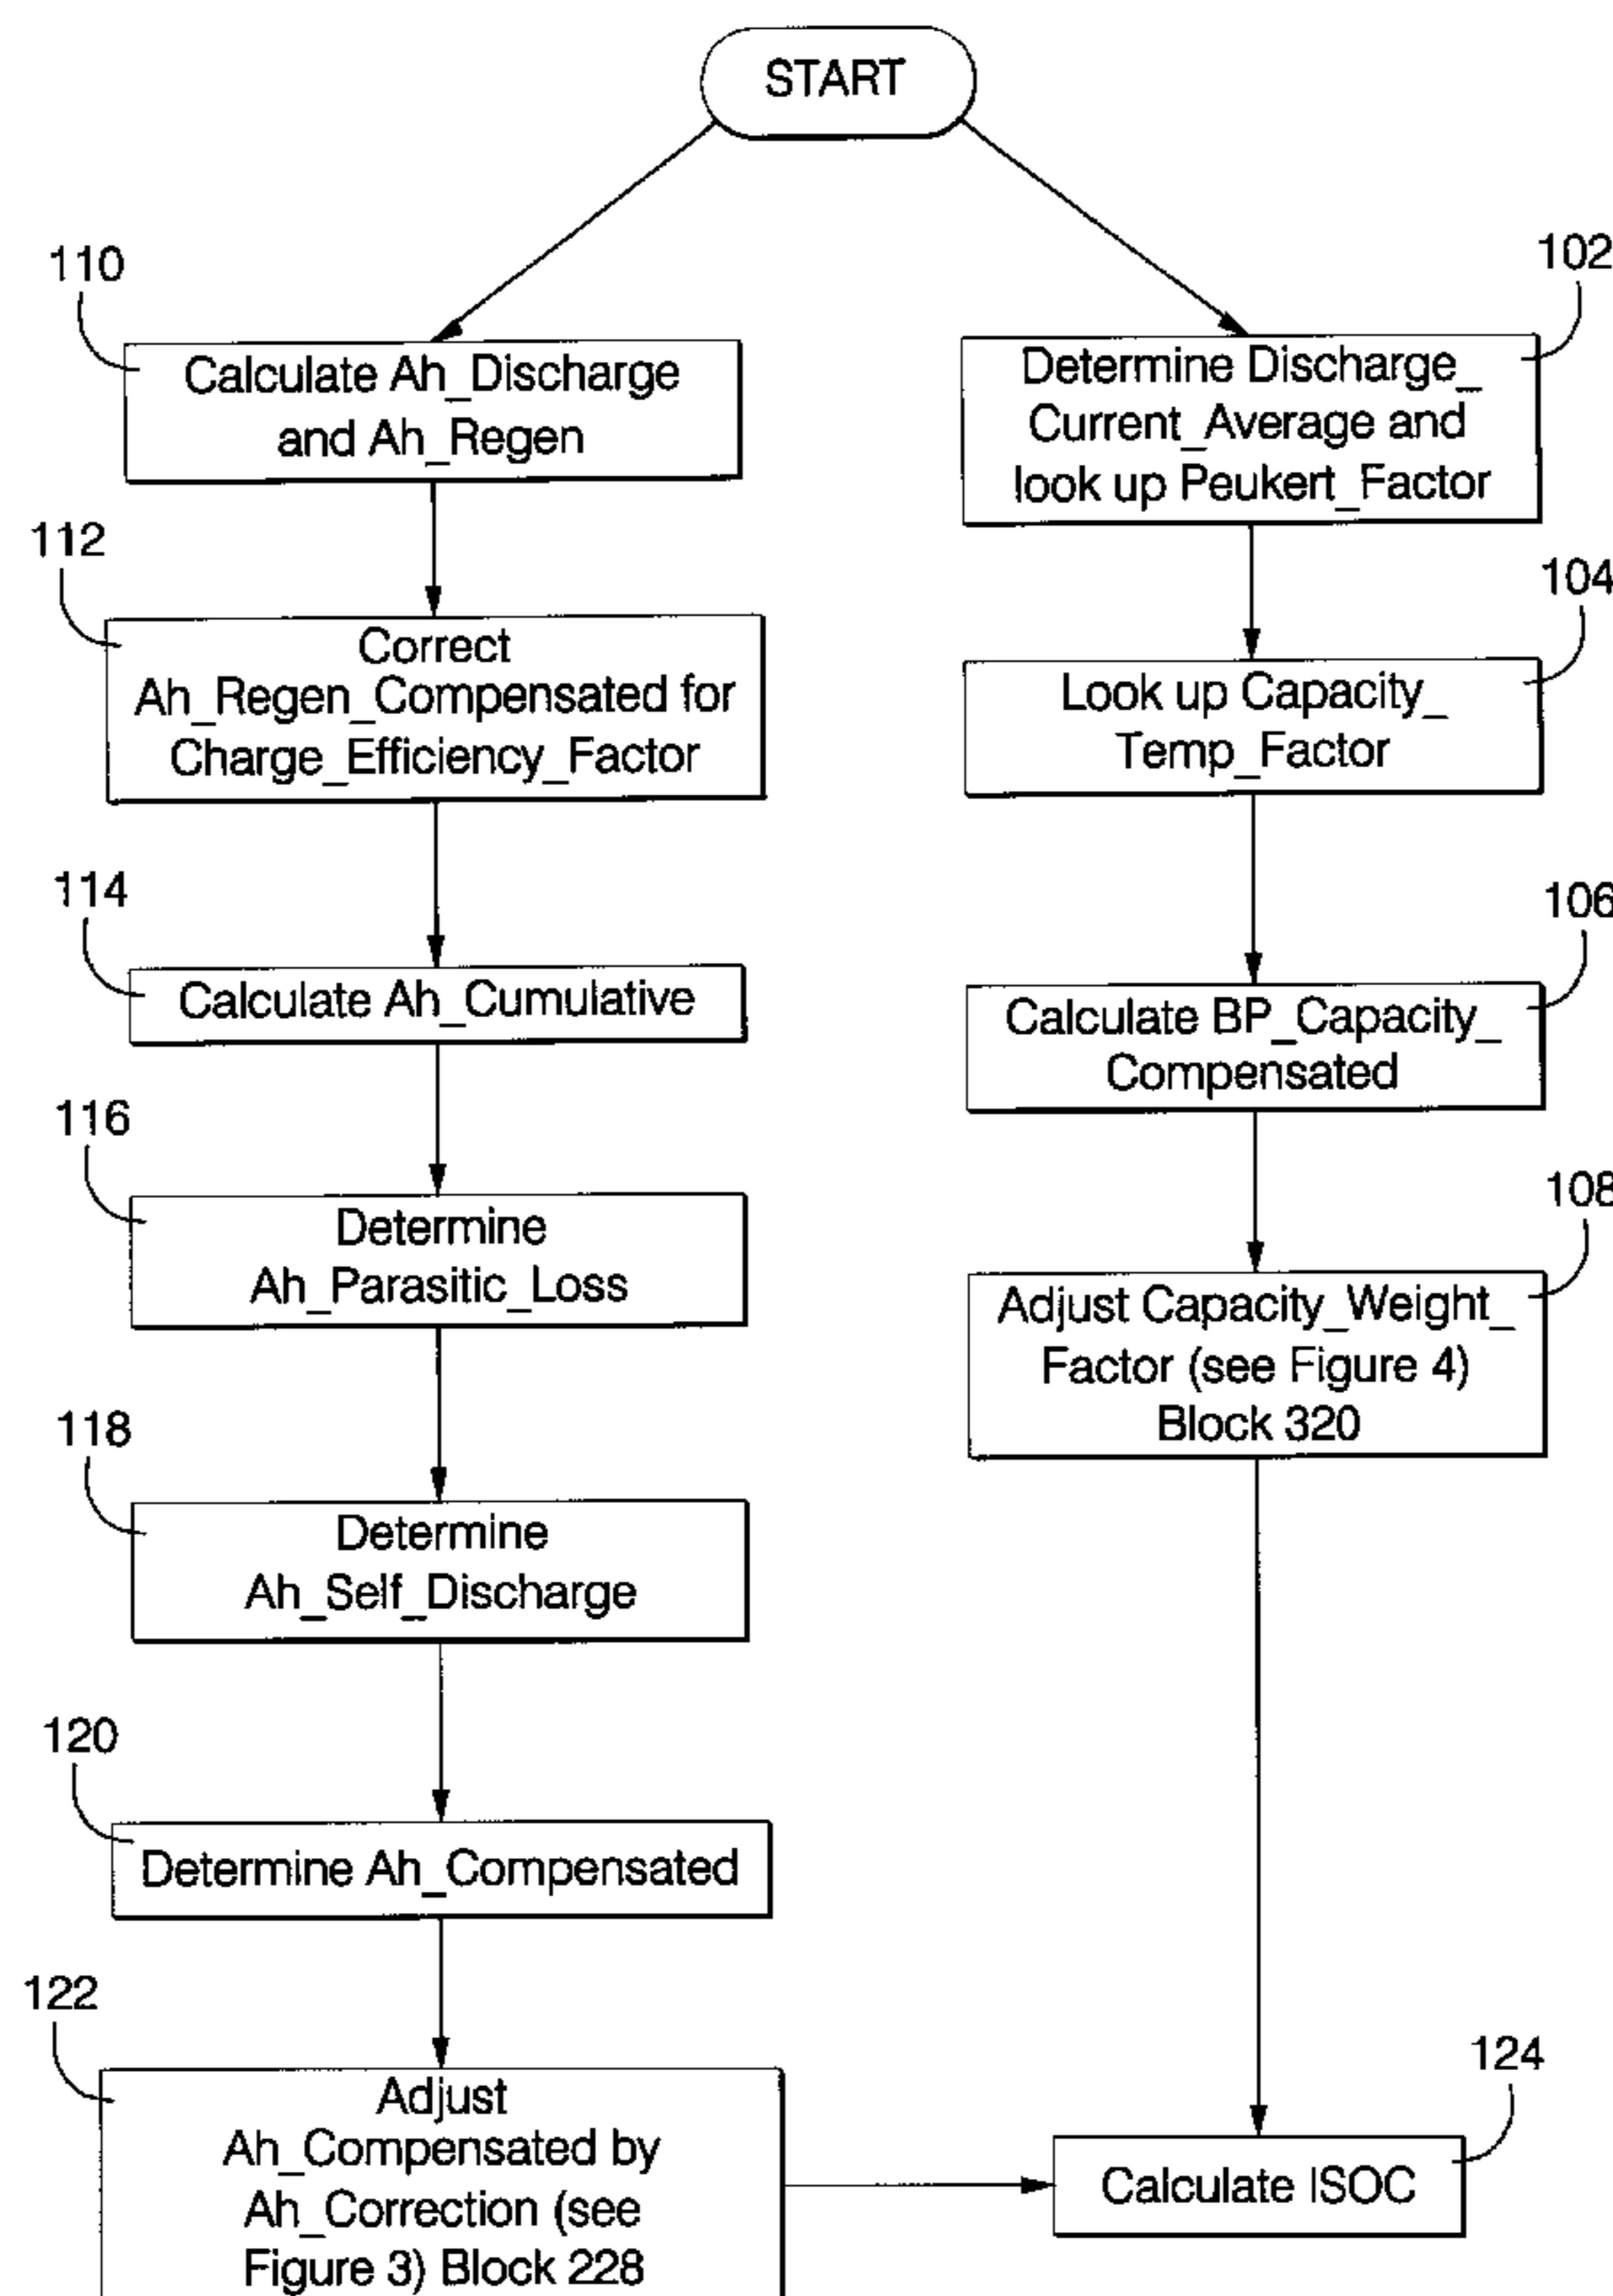 START
110
Calculate Ah_Discharge
and Ah_Regen
112
Correct
Ah_Regen_Compensated for
Charge_Efficiency_Factor
114
Calculate Ah_Cumulative
116
Determine
Ah_Parasitic_Loss
118
Determine
Ah_Self_Discharge
120
Determine Ah_Compensated
122
Adjust
Ah_Compensated by
Ah_Correction (see
Figure 3) Block 228
102
Determine Discharge_
Current_Average and
look up Peukert_Factor
104
Look up Capacity_
Temp_Factor
106
Calculate BP_Capacity_
Compensated
108
Adjust Capacity_Weight_
Factor (see Figure 4)
Block 320
124
Calculate ISOC